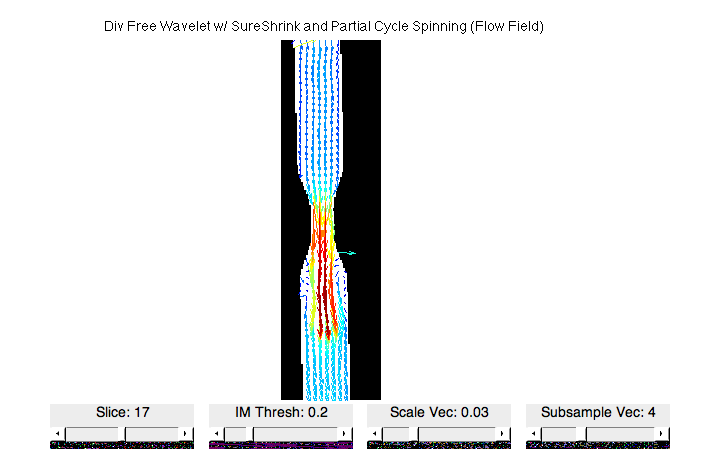 Div Free Wavelet w/ SureShrink and Partial Cycle Spinning (Flow Field)
Slice: 17
IM Thresh: 0.2
Scale Vec: 0.03
Subsample Vec: 4